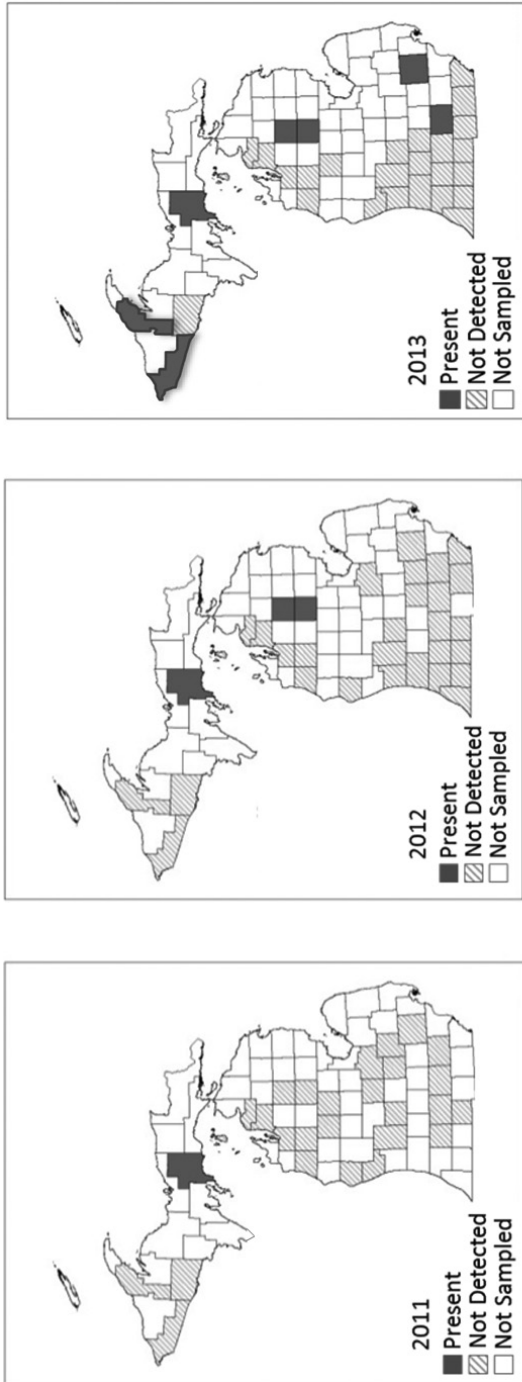 2013
Present
Not Detected
Not Sampled
2012
Present
Not Detected
Not Sampled
2011
Present
Not Detected
Not Sampled